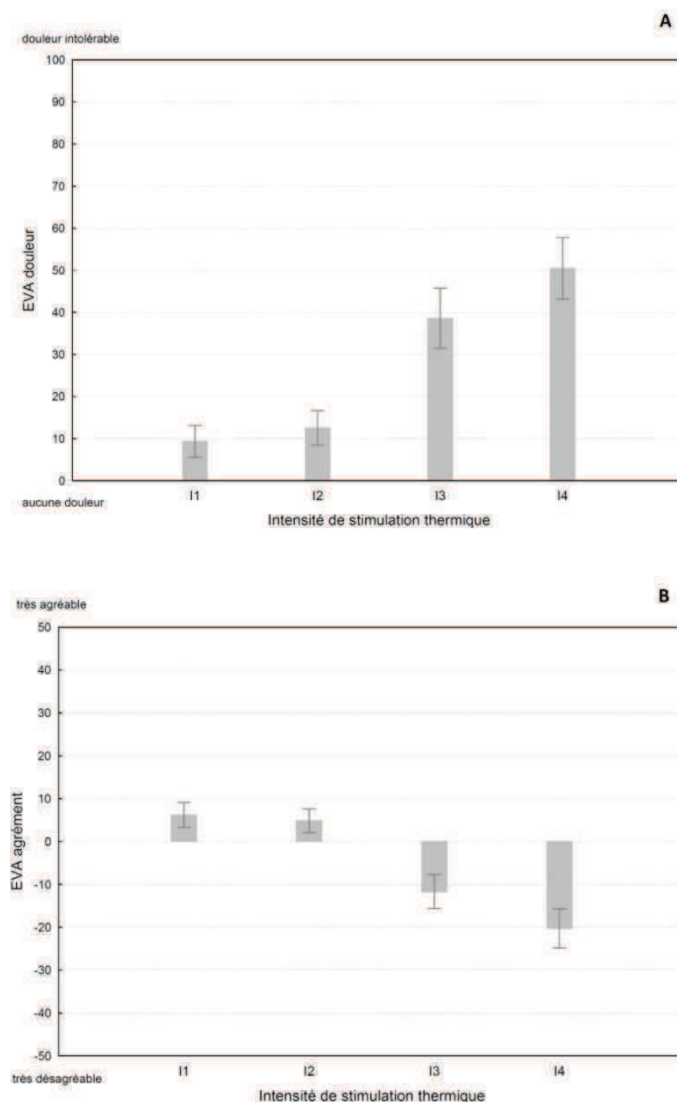 A
douleur intolérable
100
90
80
70
60
50
40
30
20
10
0
EVA douleur
aucune douleur
I1 I2 I3 I4
Intensité de stimulation thermique
B
très agréable
50
40
30
20
10
0
-10
-20
-30
-40
-50
EVA agrément
très désagréable
I1 I2 I3 I4
Intensité de stimulation thermique